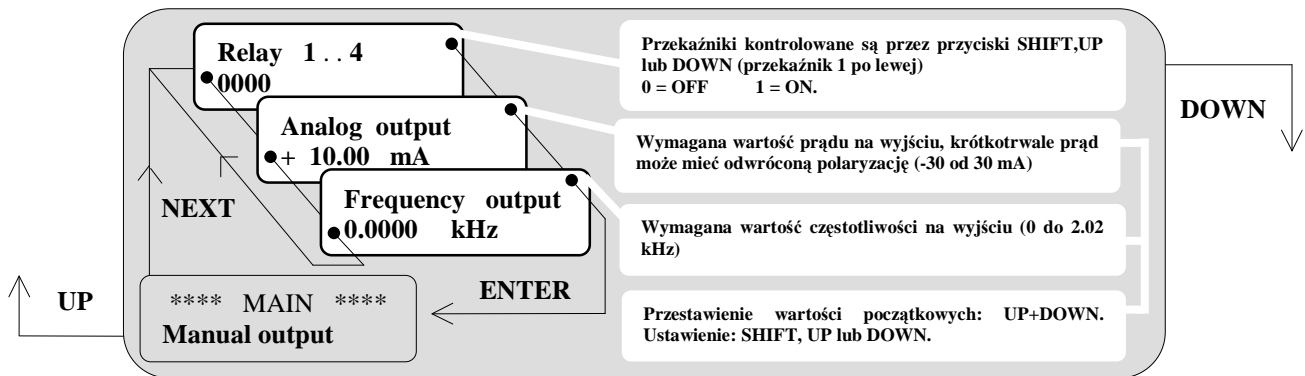 Relay 1 . . 4
0000
Analog output
+ 10.00 mA
Frequency output
0.0000 kHz
NEXT
UP
**** MAIN ****
Manual output
ENTER
Przekaźniki kontrolowane są przez przyciski SHIFT,UP
lub DOWN (przekaźnik 1 po lewej)
0 = OFF 1 = ON.
Wymagana wartość prądu na wyjściu, krótkotrwale prąd
może mieć odwróconą polaryzację (-30 od 30 mA)
Wymagana wartość częstotliwości na wyjściu (0 do 2.02
kHz)
Przestawienie wartości początkowych: UP+DOWN.
Ustawienie: SHIFT, UP lub DOWN.
DOWN